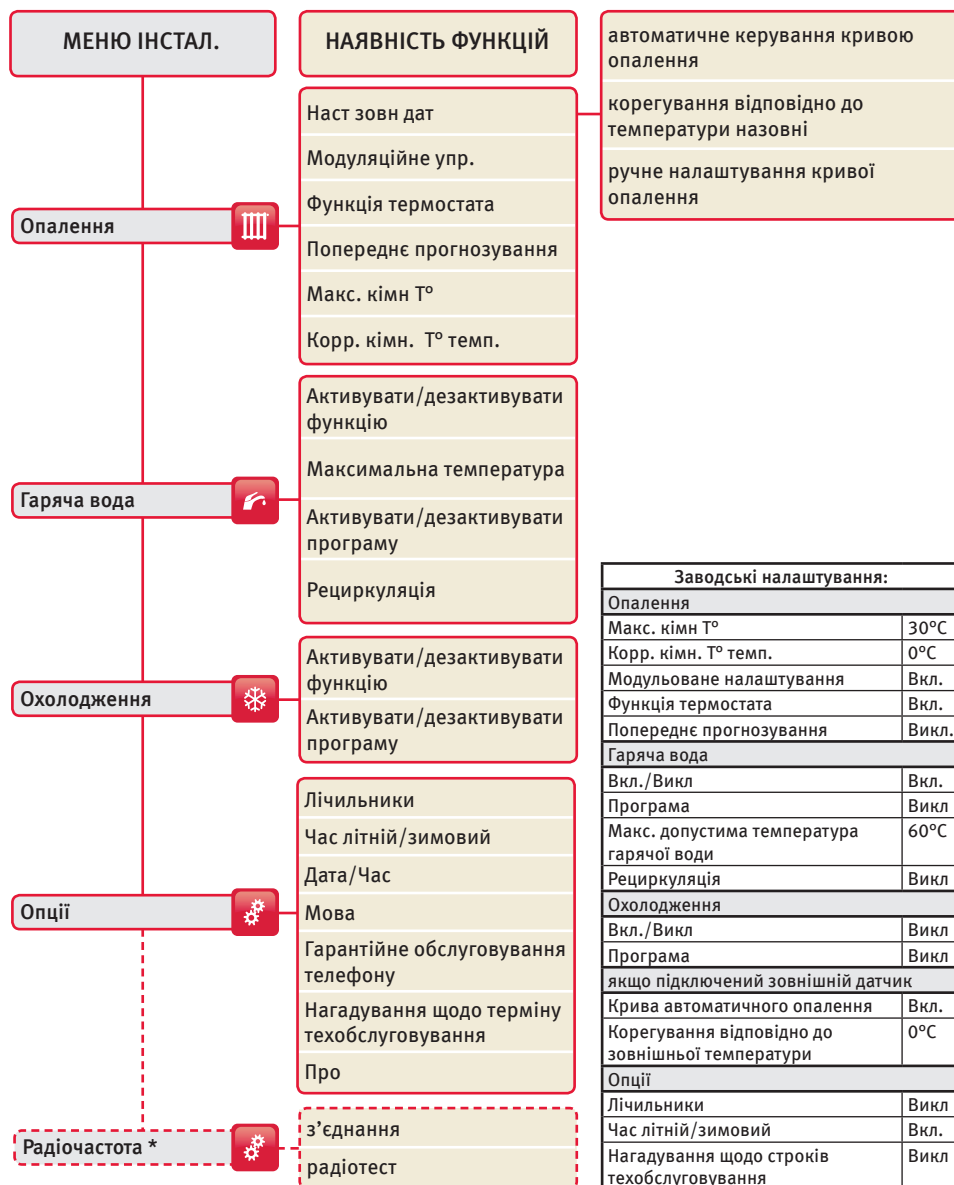 МЕНЮ ІНСТАЛ.
НАЯВНІСТЬ ФУНКЦІЙ
автоматичне керування кривою
опалення
корегування відповідно до
температури назовні
ручне налаштування кривої
опалення
Опалення
Наст зовн дат
Модуляційне упр.
Функція термостата
Попереднє прогнозування
Макс. кімн Т°
Корр. кімн. Т° темп.
Гаряча вода
Активувати/дезактивувати
функцію
Максимальна температура
Активувати/дезактивувати
програму
Рециркуляція
Охолодження
Активувати/дезактивувати
функцію
Активувати/дезактивувати
програму
Опції
Лічильники
Час літній/зимовий
Дата/Час
Мова
Гарантійне обслуговування
телефону
Нагадування щодо терміну
техобслуговування
Про
Радіочастота *
з’єднання
радіотест
Заводські налаштування:
Опалення
Макс. кімн Т° 30°C
Корр. кімн. Т° темп. 0°C
Модульоване налаштування Вкл.
Функція термостата Вкл.
Попереднє прогнозування Викл.
Гаряча вода
Вкл./Викл Вкл.
Програма Викл
Макс. допустима температура 60°C
гарячої води
Рециркуляція Викл
Охолодження
Вкл./Викл Викл
Програма Викл
якщо підключений зовнішній датчик
Крива автоматичного опалення Вкл.
Корегування відповідно до 0°C
зовнішньої температури
Опції
Лічильники Викл
Час літній/зимовий Вкл.
Нагадування щодо строків Викл
техобслуговування